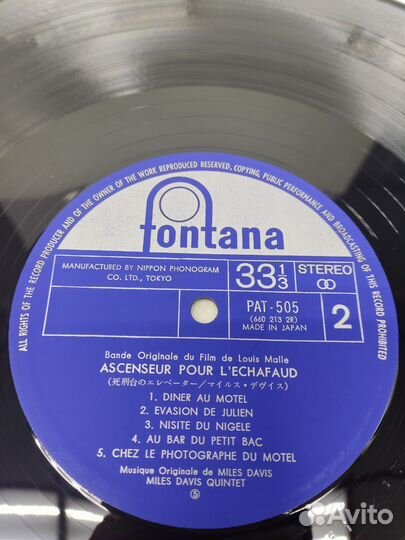 ALL RIGHTS OF THE RECORD PRODUCER AND OF THE OWNER OF THE WORK REPRODUCED RESERVED, COPYING, PUBLIC PERFORMANCE AND BROADCASTING OF THIS RECORD PROHIBITED
fontana
MANUFACTURED BY NIPPON PHONOGRAM
CO. LTD., TOKYO
33 1/3
STEREO
PAT-505
(660 213 2R)
MADE IN JAPAN
2
Bande Originale du Film de Louis Malle
ASCENSEUR POUR L'ECHAFAUD
(死刑台のエレベーター/マイルス・デヴィス)
1. DINER AU MOTEL
2. EVASION DE JULIEN
3. NISITE DU NIGELE
4. AU BAR DU PETIT BAC
5. CHEZ LE PHOTOGRAPHE DU MOTEL
Musique Originale de MILES DAVIS
MILES DAVIS QUINTET
Ⓢ
Avito